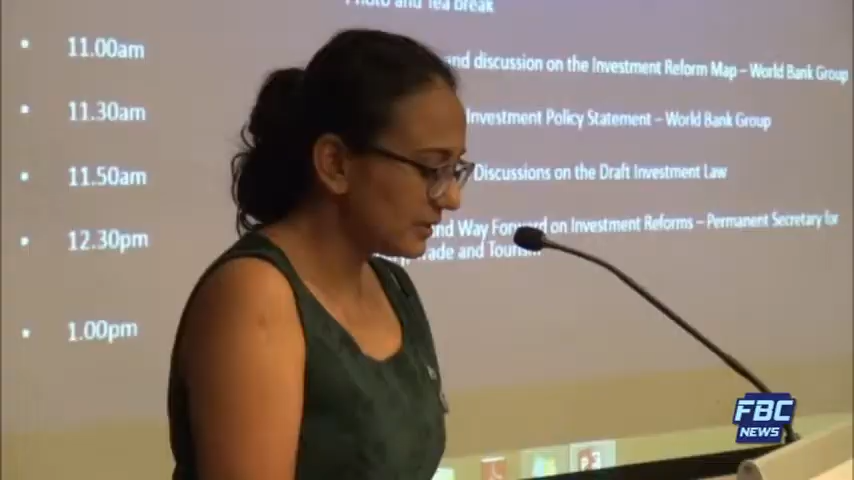 Photo and Tea break
11.00am
and discussion on the Investment Reform Map – World Bank Group
11.30am
Investment Policy Statement – World Bank Group
11.50am
Discussions on the Draft Investment Law
12.30pm
and Way Forward on Investment Reforms – Permanent Secretary for
Trade and Tourism
1.00pm
FBC
NEWS